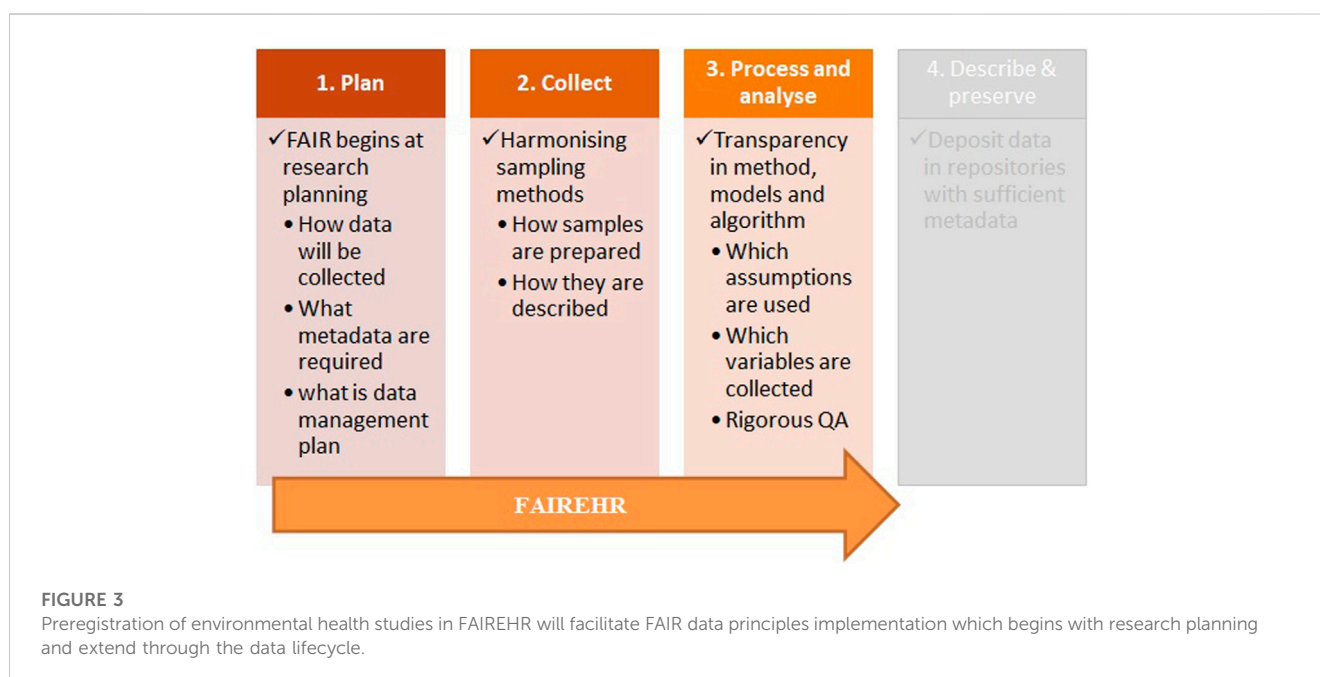 1. Plan
✓FAIR begins at
research
planning
• How data
will be
collected
• What
metadata are
required
• what is data
management
plan
2. Collect
✓Harmonising
sampling
methods
• How samples
are prepared
• How they are
described
3. Process and
analyse
✓Transparency
in method,
models and
algorithm
• Which
assumptions
are used
• Which
variables are
collected
• Rigorous QA
4. Describe &
preserve
✓Deposit data
in repositories
with sufficient
metadata
FAIREHR
FIGURE 3
Preregistration of environmental health studies in FAIREHR will facilitate FAIR data principles implementation which begins with research planning
and extend through the data lifecycle.